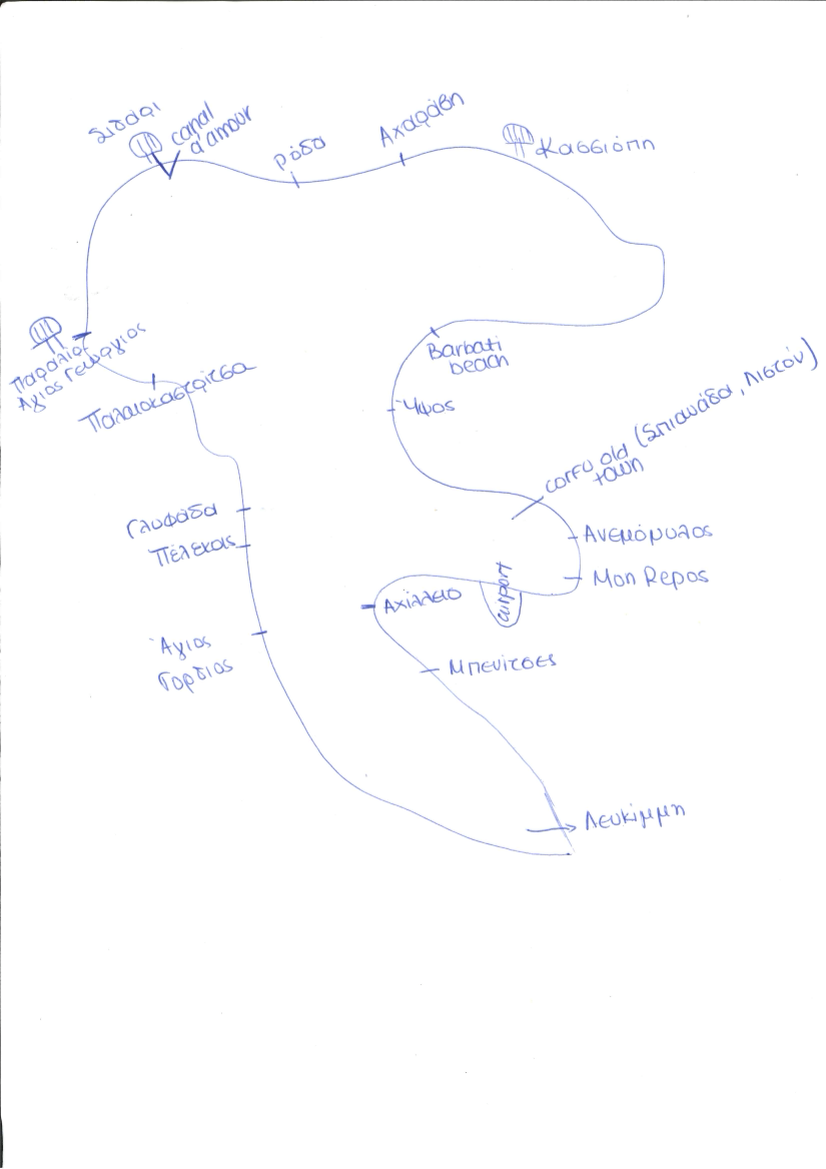 Σιδάρι
canal
d'amour
Ρόδα
Αχαράβη
Κασσιόπη
Παραλία
Άγιος Γεώργιος
Παλαιοκαστρίτσα
Barbati
beach
Ύψος
corfu old
town
(Σπιανάδα, Λιστόν)
Γλυφάδα
Πέλεκας
Ανεμόμυλος
Mon Repos
airport
Αχίλλειο
Άγιος
Γορδιος
Μπενίτσες
Λευκίμμη